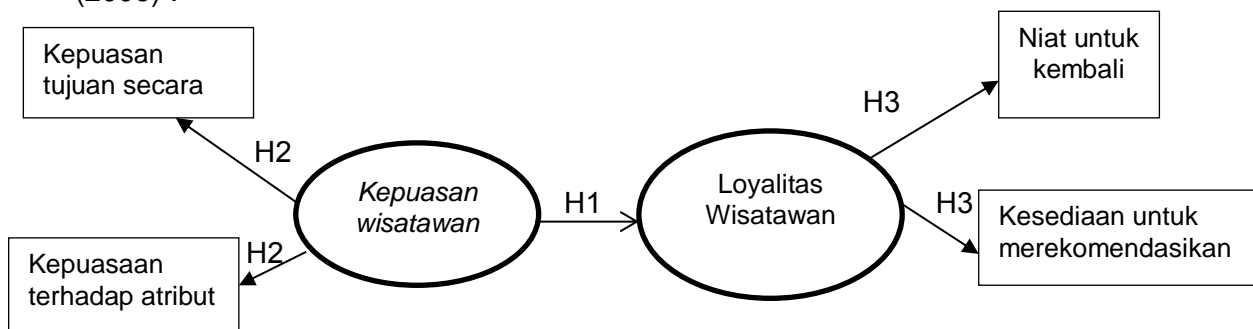 Kepuasan
tujuan secara
H2
Kepuasaan
terhadap atribut
H2
Kepuasan
wisatawan
H1
Loyalitas
Wisatawan
H3
Niat untuk
kembali
H3
Kesediaan untuk
merekomendasikan